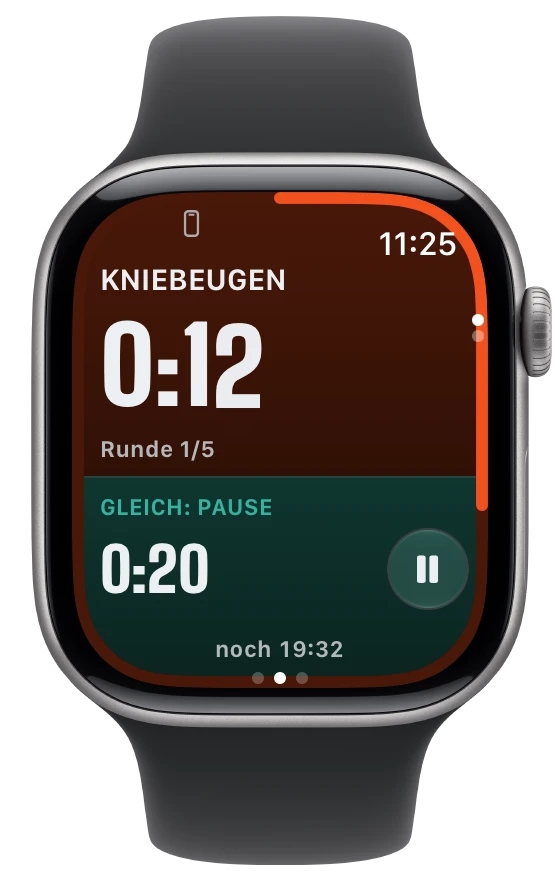 11:25
KNIEBEUGEN
0:12
Runde 1/5
GLEICH: PAUSE
0:20
noch 19:32